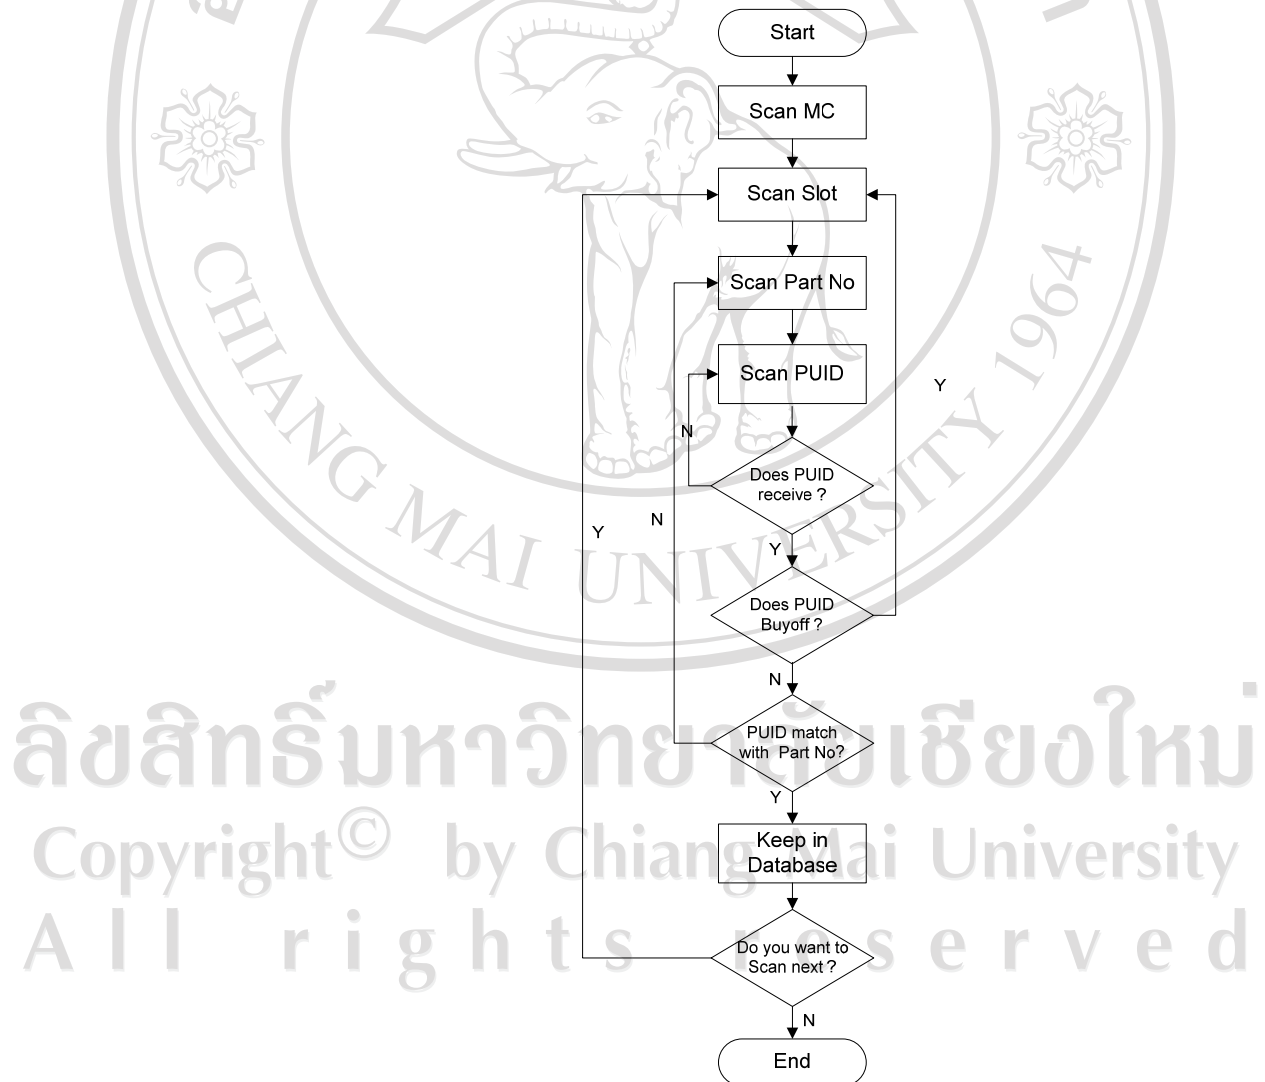 Start
Scan MC
Scan Slot
Scan Part No
Scan PUID
Y
N
Does PUID
receive ?
N
Y
Y
Does PUID
Buyoff ?
N
PUID match
with Part No?
Y
Keep in
Database
Do you want to
Scan next ?
N
End
CHIANG MAI UNIVERSITY 1964
ลิขสิทธิ์มหาวิทยาลัยเชียงใหม่
Copyright© by Chiang Mai University
All rights reserved